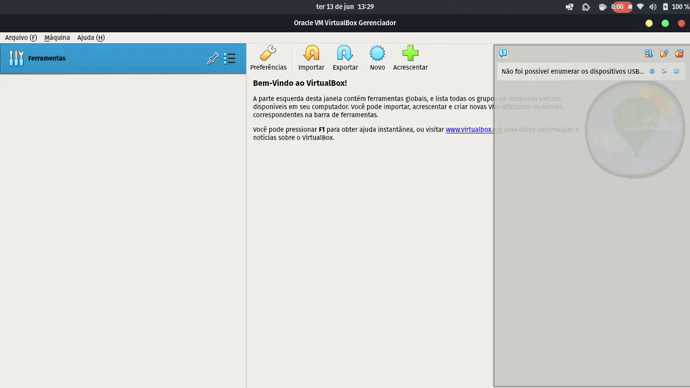 ter 13 de jun 13:29
100 %
Oracle VM VirtualBox Gerenciador
Arquivo (F) Máquina Ajuda (H)
Ferramentas
Preferências Importar Exportar Novo Acrescentar
Bem-Vindo ao VirtualBox!
A parte esquerda desta janela contém ferramentas globais, e lista todas os grupos de máquinas virtuais
disponíveis em seu computador. Você pode importar, acrescentar e criar novas VMs utilizando os botões
correspondentes na barra de ferramentas.
Você pode pressionar F1 para obter ajuda instantânea, ou visitar www.virtualbox.org para obter informações e
notícias sobre o VirtualBox.
Não foi possível enumerar os dispositivos USB...